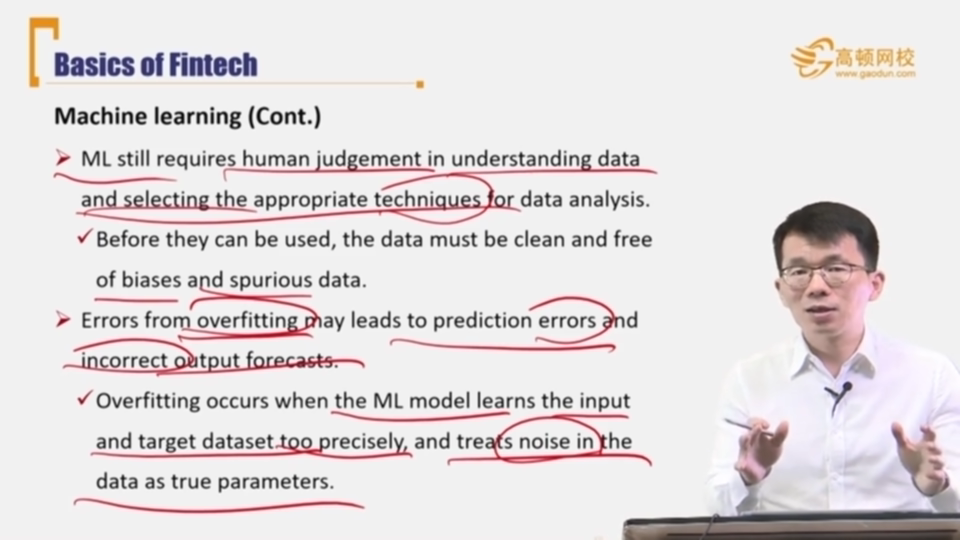 Basics of Fintech
高顿网校
www.gaodun.com
Machine learning (Cont.)
ML still requires human judgement in understanding data
and selecting the appropriate techniques for data analysis.
Before they can be used, the data must be clean and free
of biases and spurious data.
Errors from overfitting may leads to prediction errors and
incorrect output forecasts.
Overfitting occurs when the ML model learns the input
and target dataset too precisely, and treats noise in the
data as true parameters.